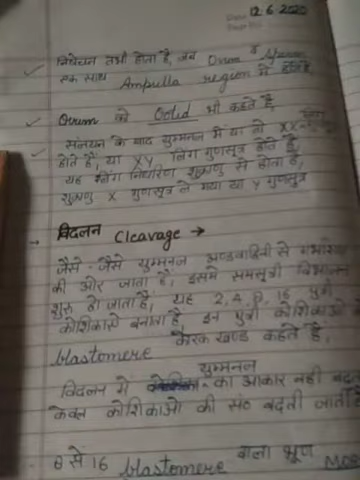 12-6-2020
निषेचन तभी होता है, जब Ovum व
एक साथ Ampulla region में
Ovum को Ootid भी कहते हैं
संलयन के बाद युग्मनज में या तो XX-
होते हैं, या XY लिंग गुणसूत्र होते हैं
यह लिंग निर्धारण शुक्राणु से होता है,
शुक्राणु X गुणसूत्र ले गया या Y गुणसूत्र
विदलन Cleavage →
जैसे-जैसे युग्मनज अण्डवाहिनी से गर्भाशय
की ओर जाता है, इसमें समसूत्री विभाजन
शुरू हो जाता है, यह 2, 4, 8, 16 पुत्री
कोशिकायें बनाता है, इन पुत्री कोशिकाओं
blastomere कोरकखण्ड कहते हैं,
युग्मनज
विदलन में का आकार नहीं
केवल कोशिकाओं की सं० बढ़ती जाती है
8 से 16 blastomere वाला भ्रूण